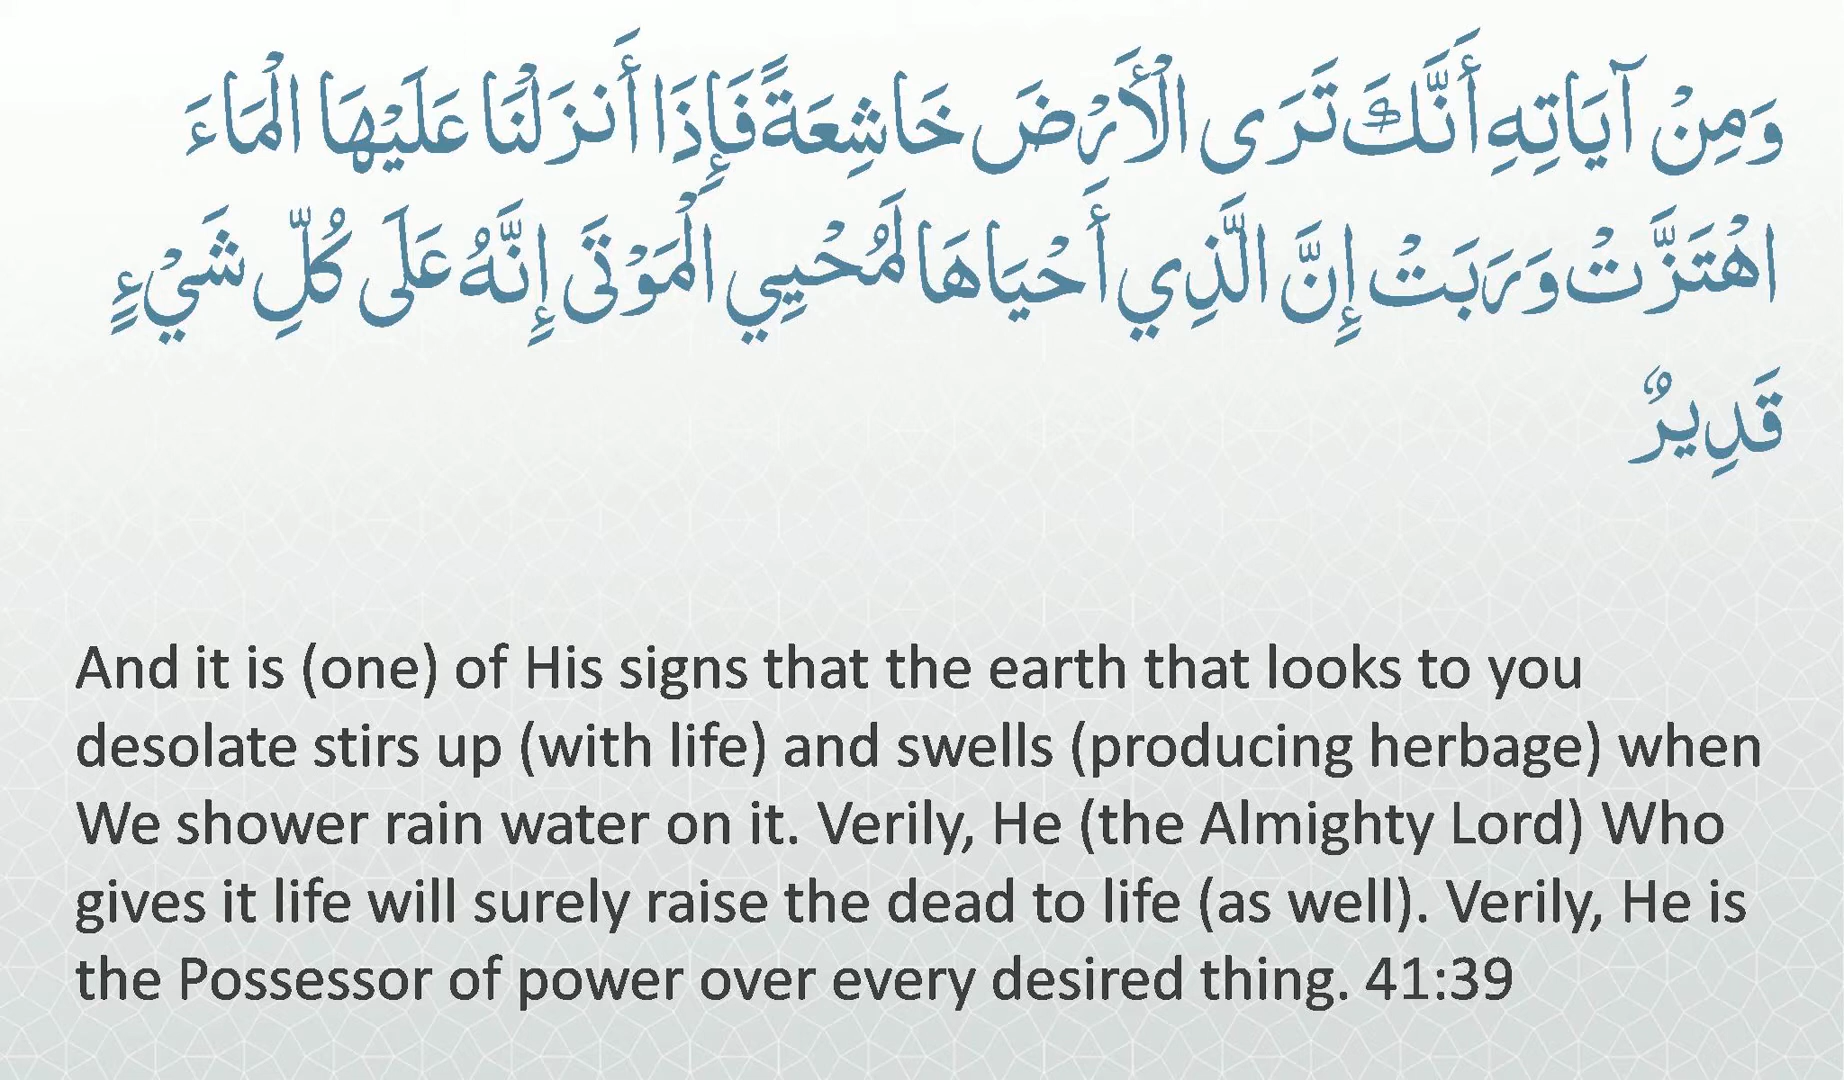 وَمِنْ آيَاتِهِ أَنَّكَ تَرَى الْأَرْضَ خَاشِعَةً فَإِذَا أَنزَلْنَا عَلَيْهَا الْمَاءَ
اهْتَزَّتْ وَرَبَتْ إِنَّ الَّذِي أَحْيَاهَا لَمُحْيِي الْمَوْتَى إِنَّهُ عَلَى كُلِّ شَيْءٍ
قَدِيرٌ
And it is (one) of His signs that the earth that looks to you
desolate stirs up (with life) and swells (producing herbage) when
We shower rain water on it. Verily, He (the Almighty Lord) Who
gives it life will surely raise the dead to life (as well). Verily, He is
the Possessor of power over every desired thing. 41:39